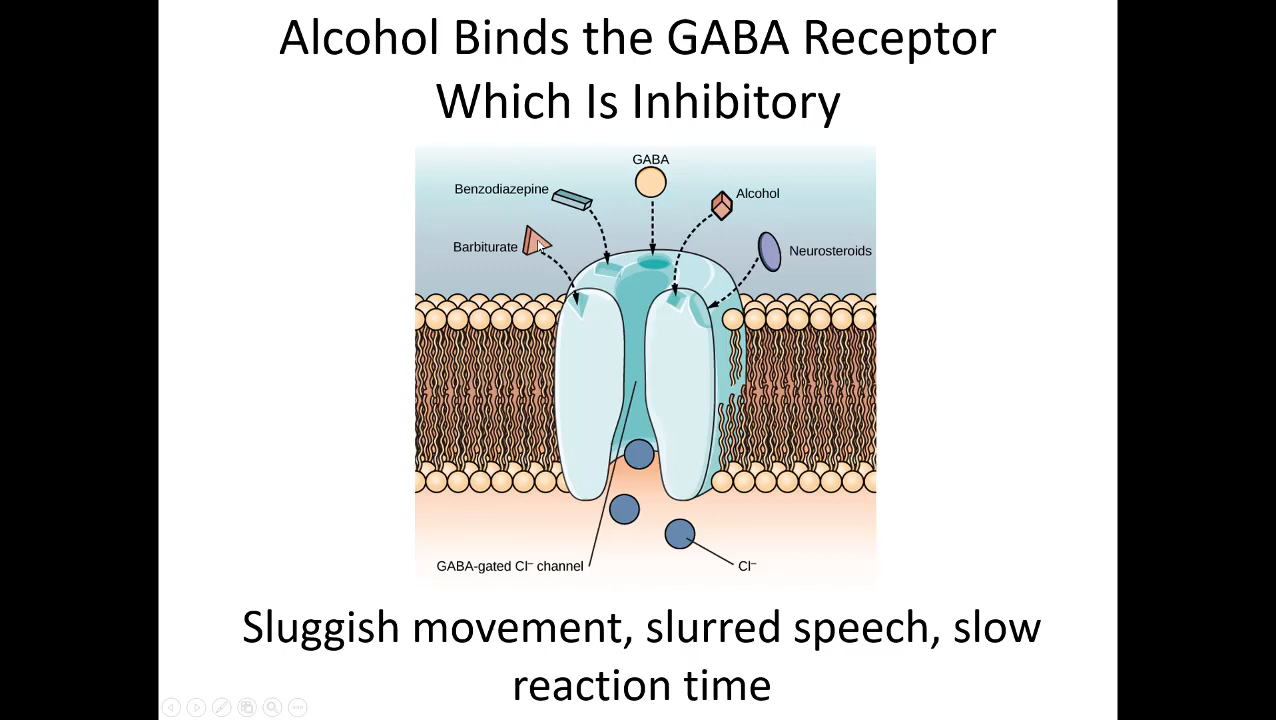 Alcohol Binds the GABA Receptor
Which Is Inhibitory
GABA
Benzodiazepine
Alcohol
Barbiturate
Neurosteroids
GABA-gated Cl⁻ channel
Cl⁻
Sluggish movement, slurred speech, slow
reaction time